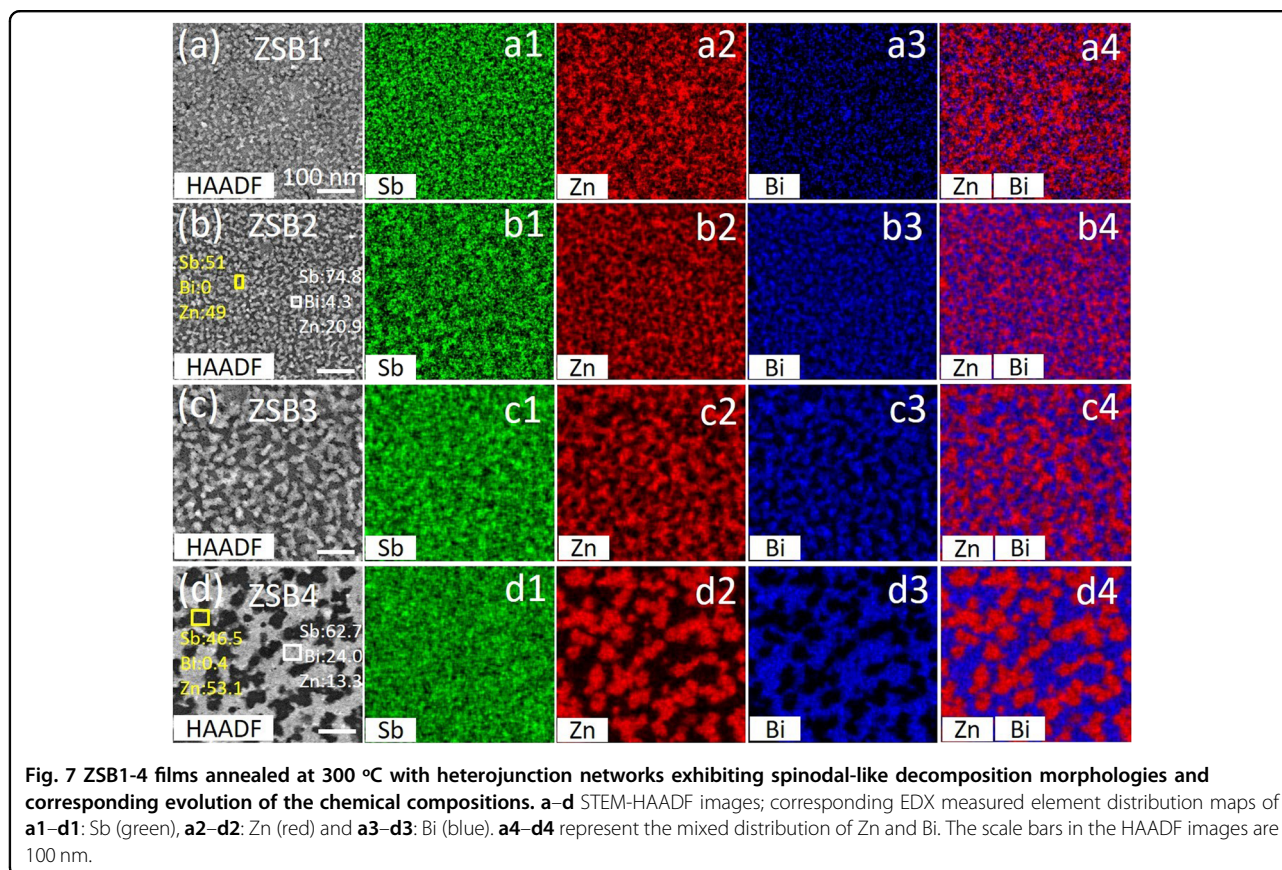 (a) ZSB1 a1 a2 a3 a4
100 nm
HAADF Sb Zn Bi Zn Bi
(b) ZSB2 b1 b2 b3 b4
Sb:51
Bi:0
Zn:49
Sb:74.8
Bi:4.3
Zn:20.9
HAADF Sb Zn Bi Zn Bi
(c) ZSB3 c1 c2 c3 c4
HAADF Sb Zn Bi Zn Bi
(d) ZSB4 d1 d2 d3 d4
Sb:46.5
Bi:0.4
Zn:53.1
Sb:62.7
Bi:24.0
Zn:13.3
HAADF Sb Zn Bi Zn Bi
Fig. 7 ZSB1-4 films annealed at 300 ºC with heterojunction networks exhibiting spinodal-like decomposition morphologies and
corresponding evolution of the chemical compositions. a–d STEM-HAADF images; corresponding EDX measured element distribution maps of
a1–d1: Sb (green), a2–d2: Zn (red) and a3–d3: Bi (blue). a4–d4 represent the mixed distribution of Zn and Bi. The scale bars in the HAADF images are
100 nm.